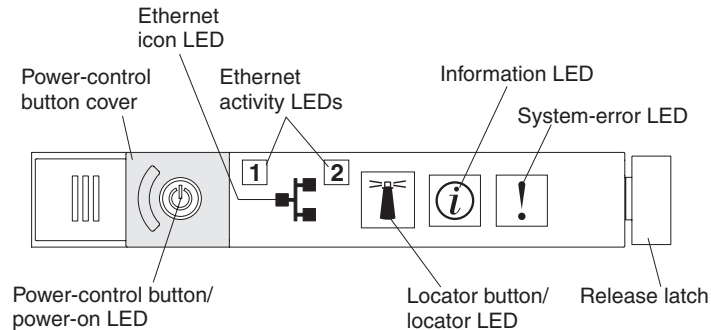 Ethernet
icon LED
Power-control
button cover
Ethernet
activity LEDs
Information LED
System-error LED
1
2
i
!
Power-control button/
power-on LED
Locator button/
locator LED
Release latch